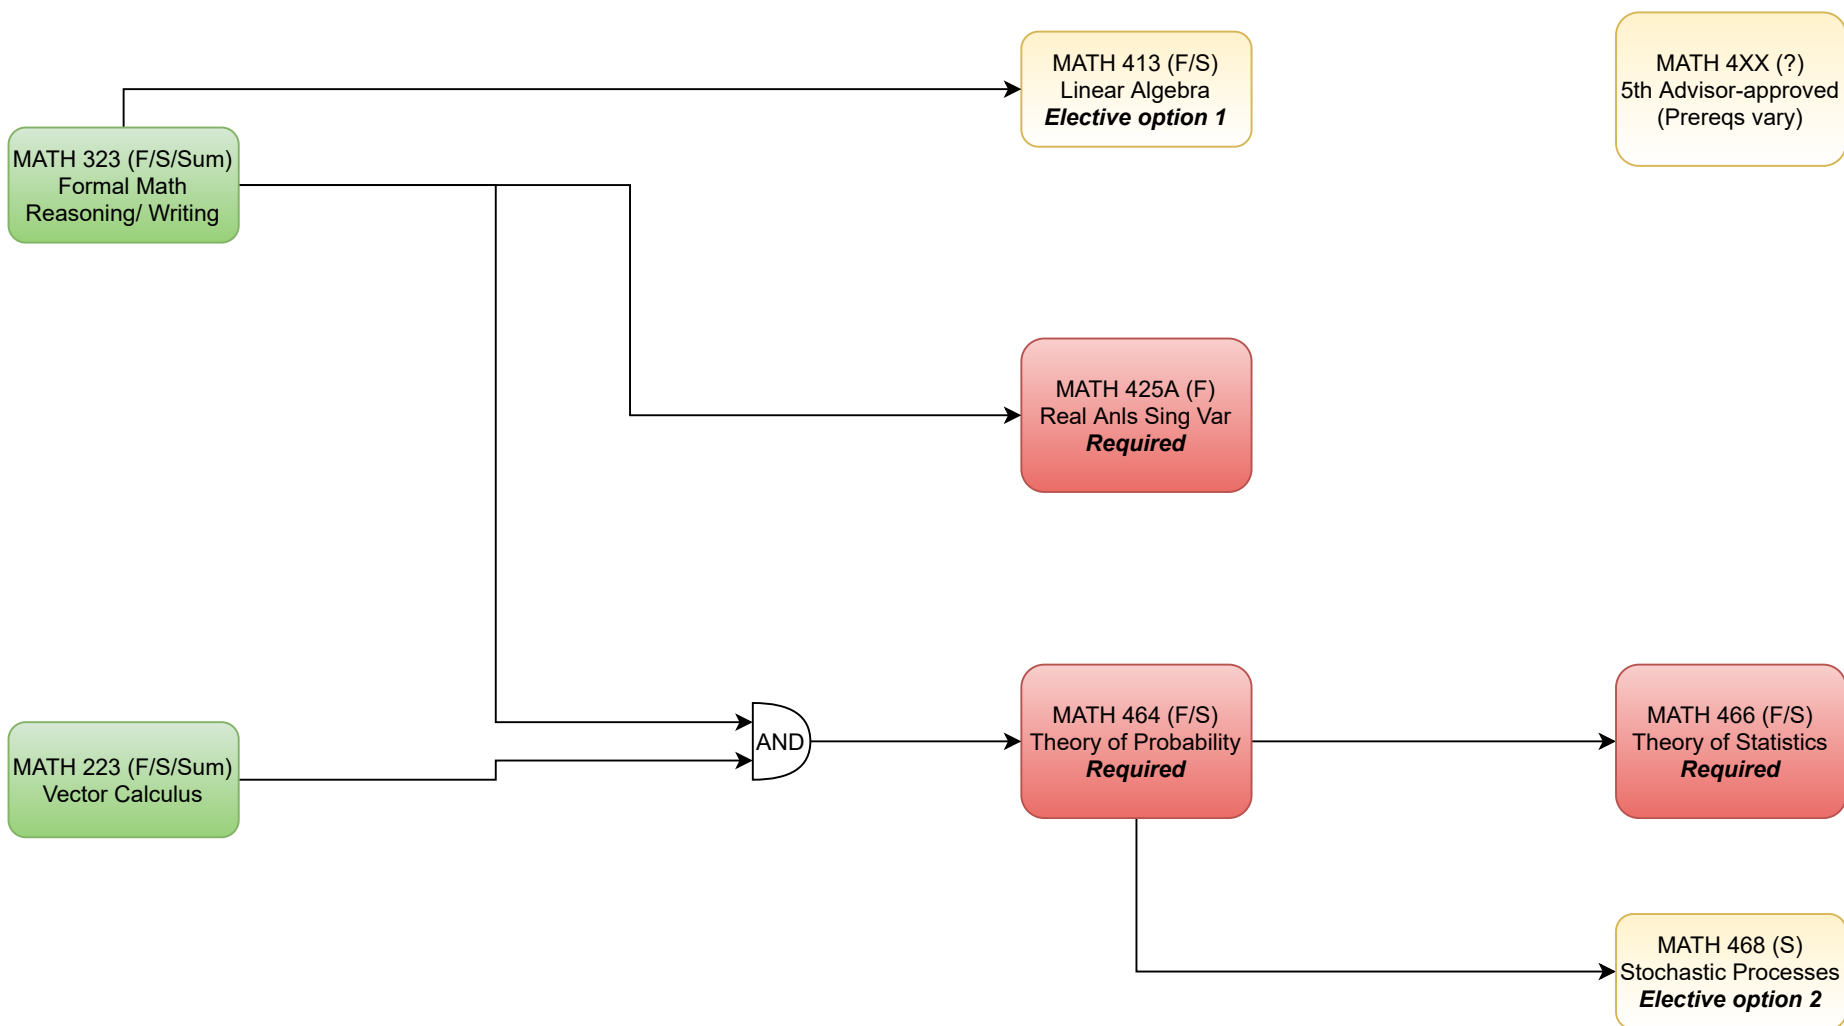 MATH 413 (F/S)
Linear Algebra
Elective option 1
MATH 4XX (?)
5th Advisor-approved
(Prereqs vary)
MATH 323 (F/S/Sum)
Formal Math
Reasoning/ Writing
MATH 425A (F)
Real Anls Sing Var
Required
MATH 223 (F/S/Sum)
Vector Calculus
AND
MATH 464 (F/S)
Theory of Probability
Required
MATH 466 (F/S)
Theory of Statistics
Required
MATH 468 (S)
Stochastic Processes
Elective option 2